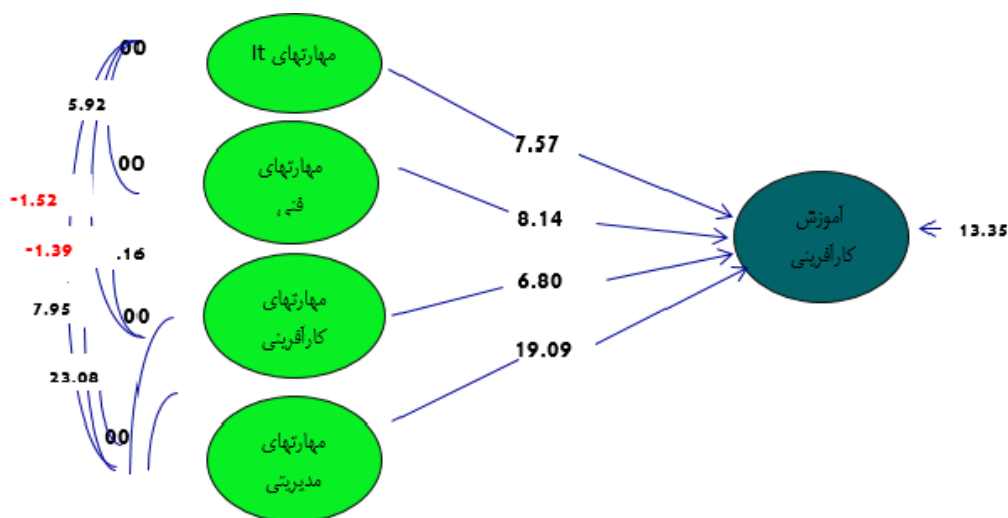 00
مهارتهای It
5.92
7.57
00
مهارتهای
فنی
-1.52
8.14
آموزش
کارآفرینی
13.35
-1.39
.16
7.95
00
مهارتهای
کارآفرینی
6.80
19.09
23.08
00
مهارتهای
مدیریتی